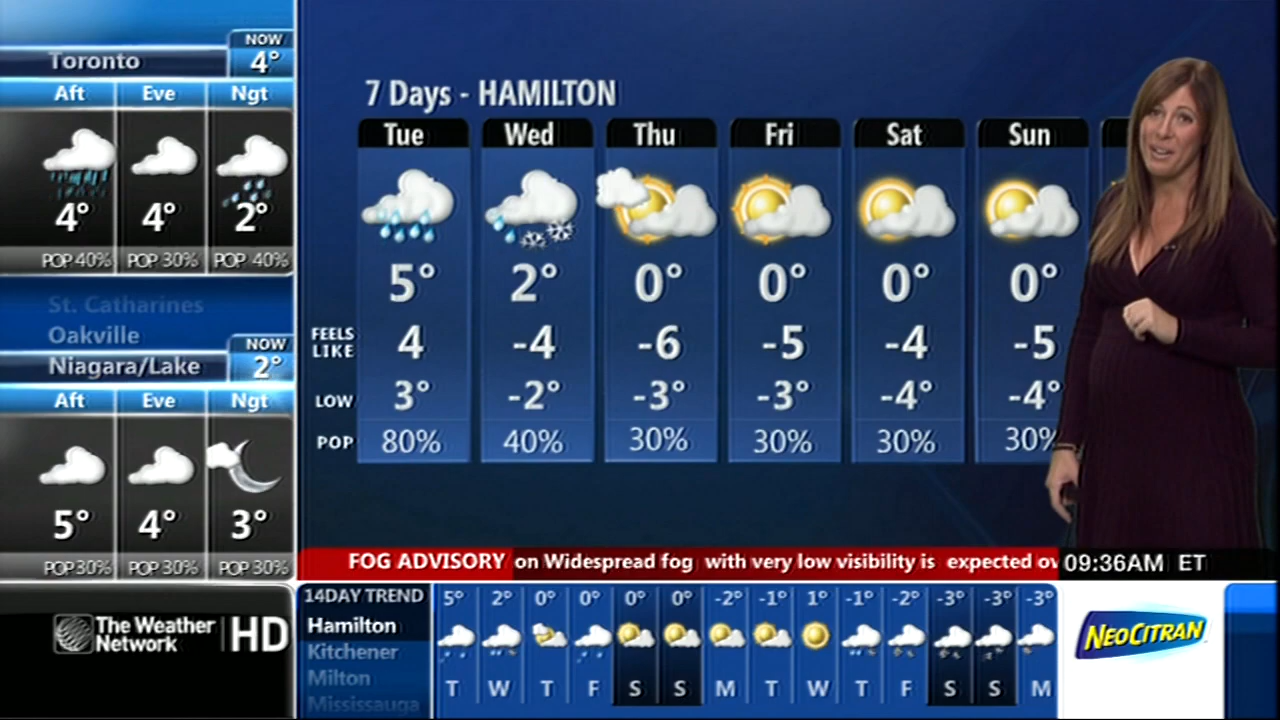 Toronto
NOW
4°
Aft Eve Ngt
4° 4° 2°
POP 40% POP 30% POP 40%
St. Catharines
Oakville
Niagara/Lake
NOW
2°
Aft Eve Ngt
5° 4° 3°
POP 30% POP 30% POP 30%
The Weather
Network
HD
7 Days - HAMILTON
Tue Wed Thu Fri Sat Sun
5° 2° 0° 0° 0° 0°
FEELS
LIKE
4 -4 -6 -5 -4 -5
LOW 3° -2° -3° -3° -4° -4°
POP 80% 40% 30% 30% 30% 30%
FOG ADVISORY on Widespread fog with very low visibility is expected ov
09:36AM ET
14DAY TREND
Hamilton
Kitchener
Milton
Mississauga
5° 2° 0° 0° 0° 0° -2° -1° 1° -1° -2° -3° -3° -3°
T W T F S S M T W T F S S M
NEOCITRAN